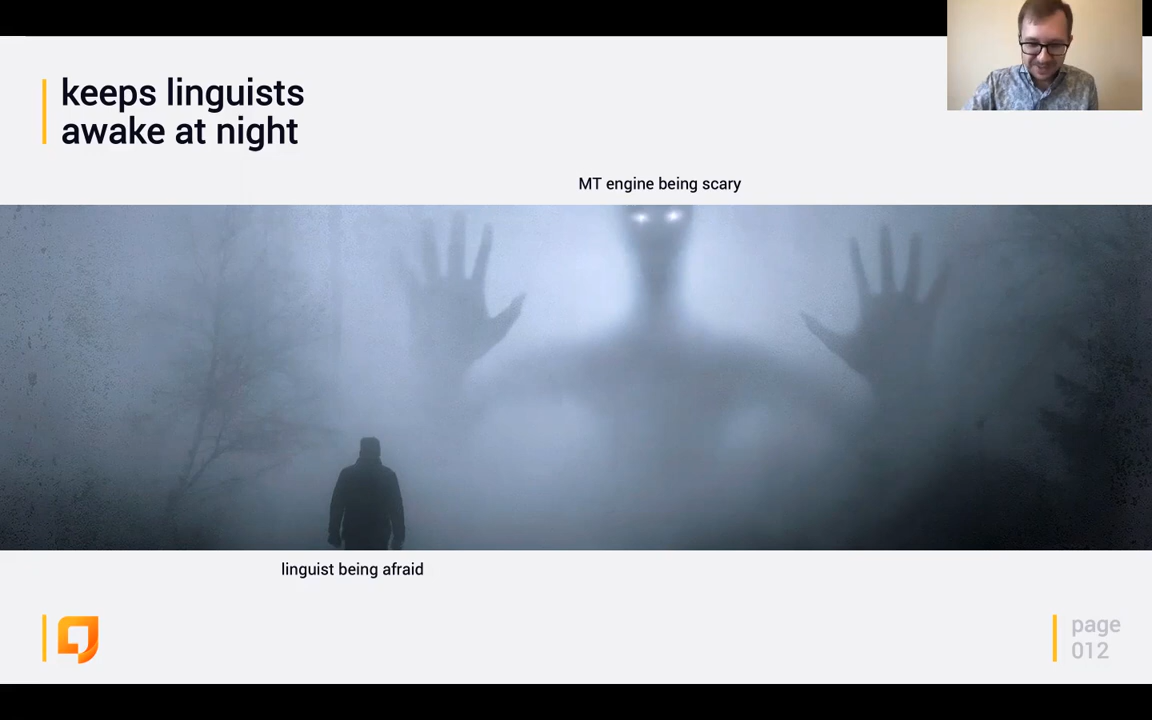 keeps linguists
awake at night
MT engine being scary
linguist being afraid
page
012